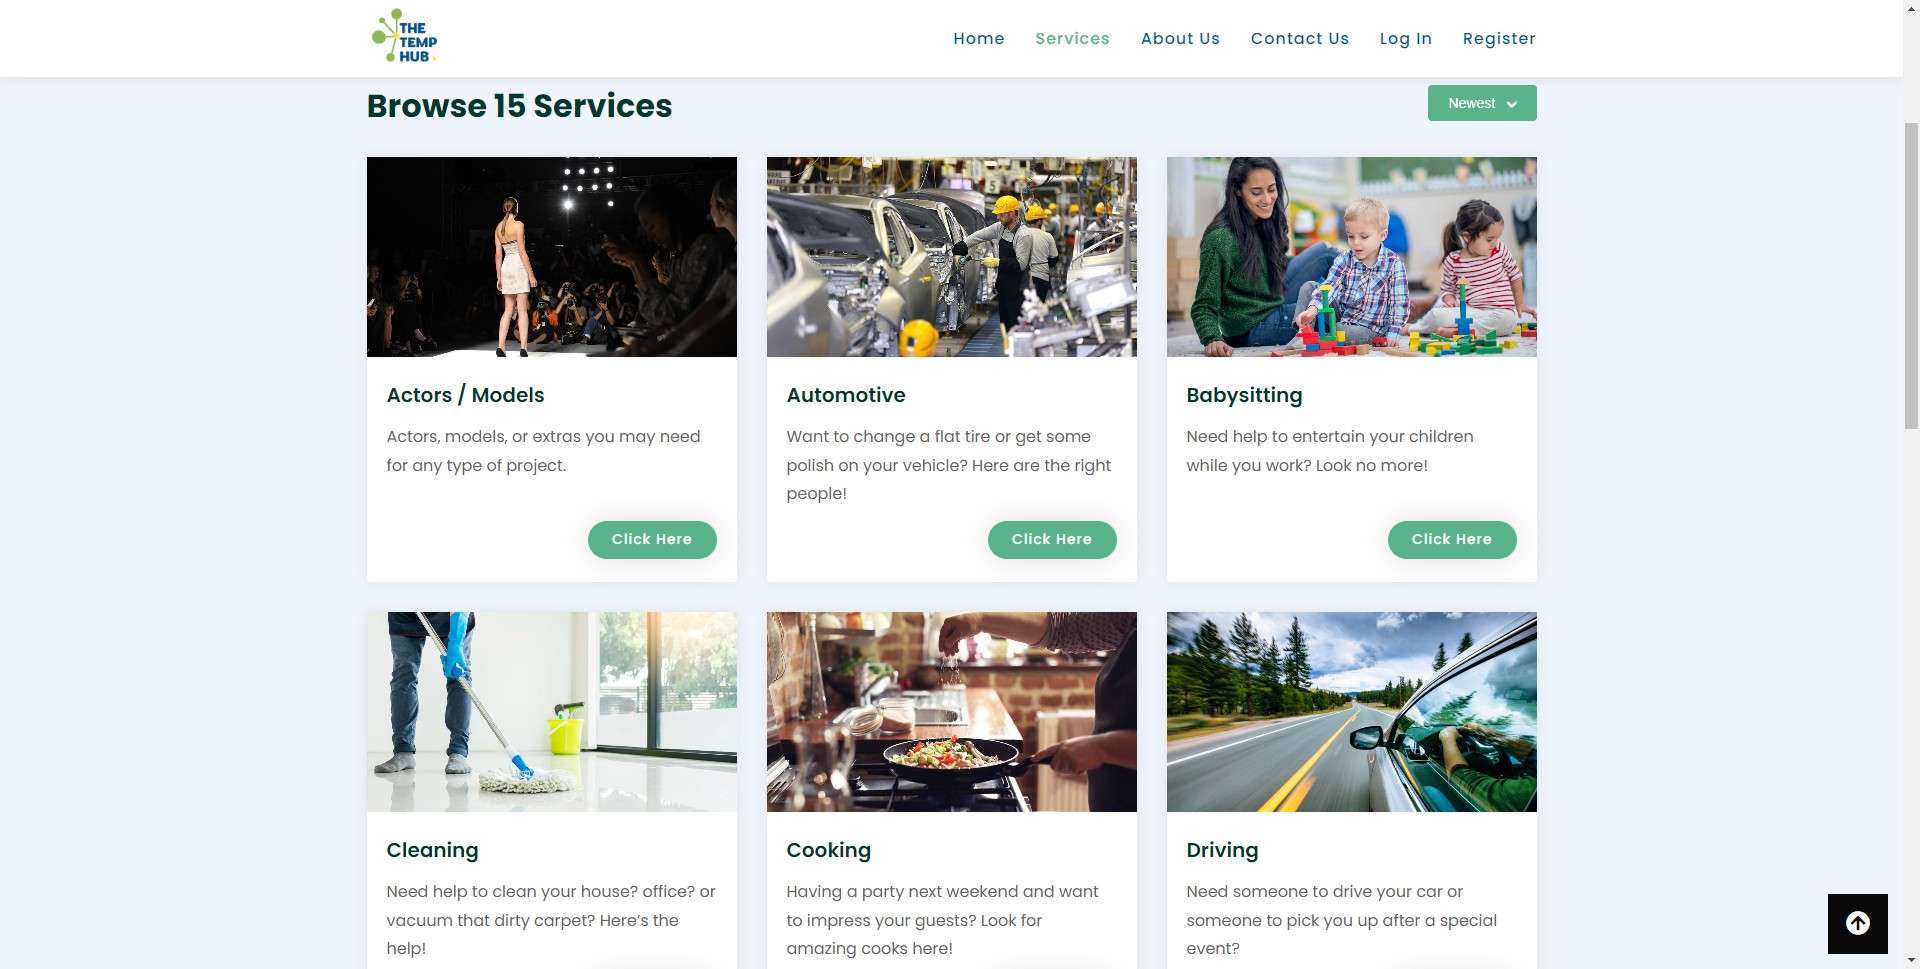 THE
TEMP
HUB
Home
Services
About Us
Contact Us
Log In
Register
Browse 15 Services
Newest
Actors / Models
Actors, models, or extras you may need
for any type of project.
Click Here
Automotive
Want to change a flat tire or get some
polish on your vehicle? Here are the right
people!
Click Here
Babysitting
Need help to entertain your children
while you work? Look no more!
Click Here
Cleaning
Need help to clean your house? office? or
vacuum that dirty carpet? Here’s the
help!
Cooking
Having a party next weekend and want
to impress your guests? Look for
amazing cooks here!
Driving
Need someone to drive your car or
someone to pick you up after a special
event?